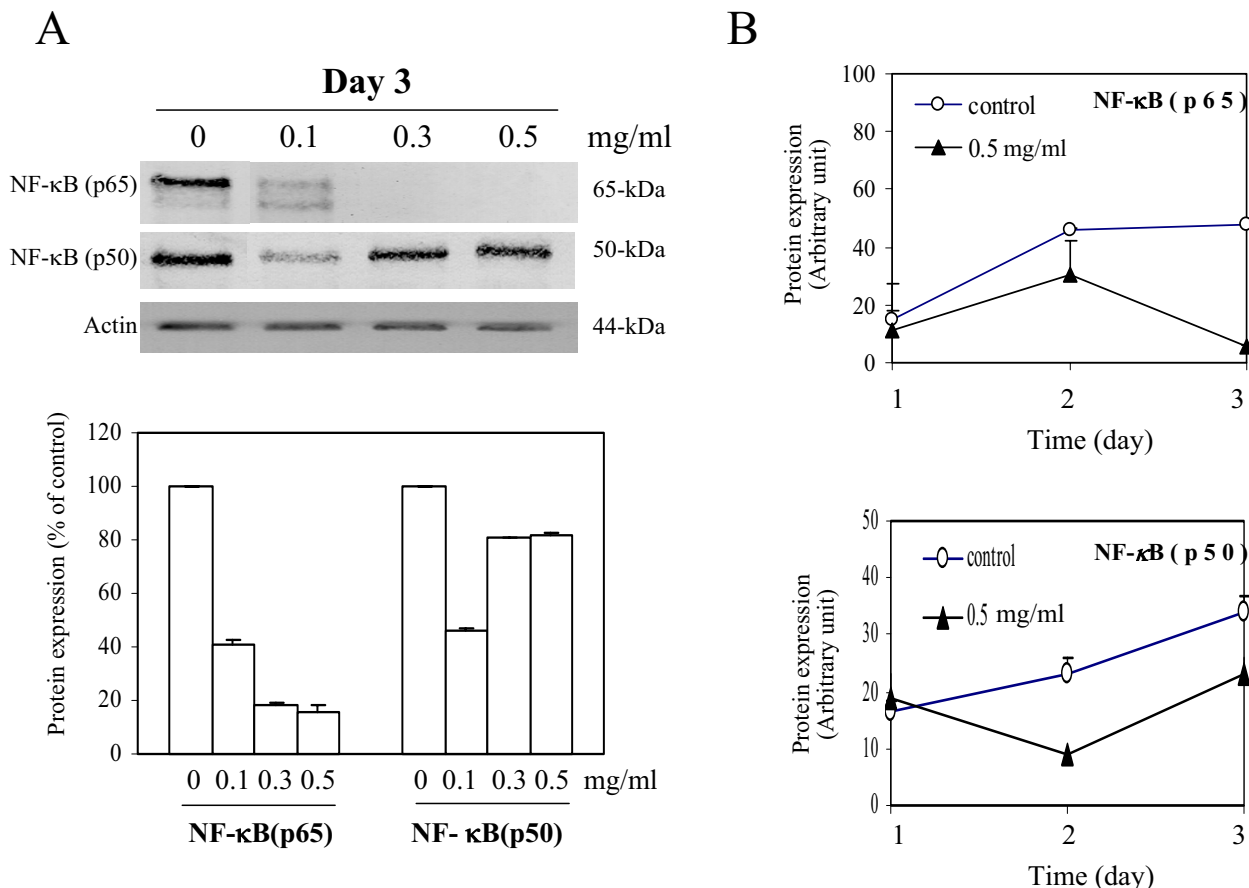 A
Day 3
0 0.1 0.3 0.5 mg/ml
NF-κB (p65) 65-kDa
NF-κB (p50) 50-kDa
Actin 44-kDa
Protein expression (% of control)
120
100
80
60
40
20
0
0 0.1 0.3 0.5 0 0.1 0.3 0.5 mg/ml
NF-κB(p65) NF- κB(p50)
B
NF-κB ( p 6 5 )
control
0.5 mg/ml
Protein expression
(Arbitrary unit)
100
80
60
40
20
0
1 2 3
Time (day)
NF-κB ( p 5 0 )
control
0.5 mg/ml
Protein expression
(Arbitrary unit)
50
40
30
20
10
0
1 2 3
Time (day)